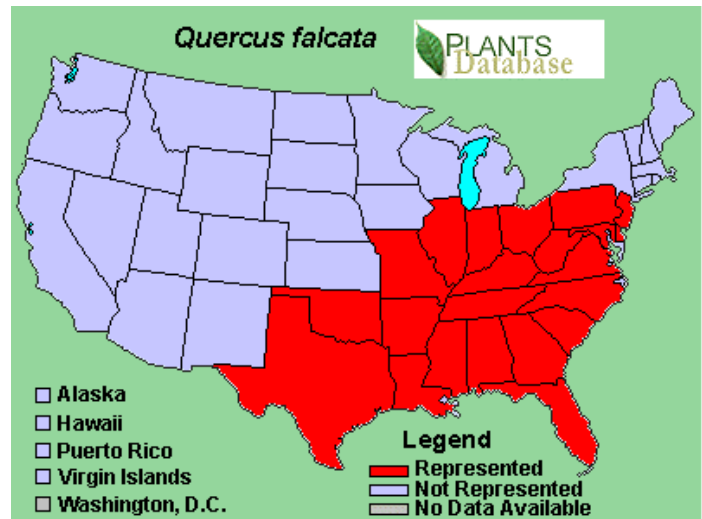 Quercus falcata
PLANTS
Database
Alaska
Hawaii
Puerto Rico
Virgin Islands
Washington, D.C.
Legend
Represented
Not Represented
No Data Available